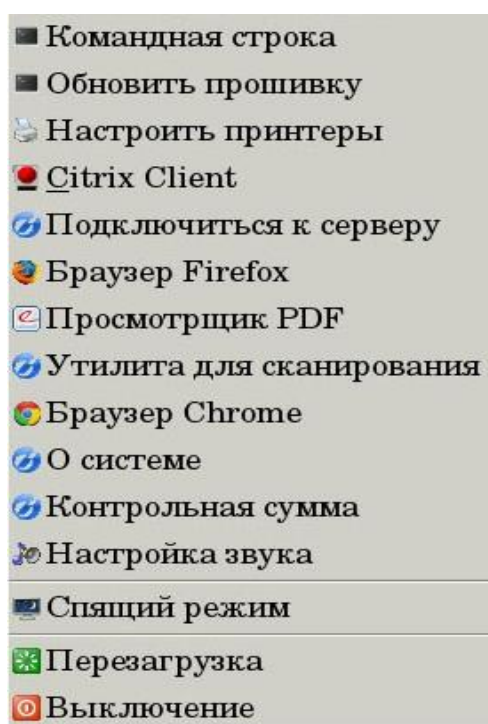 Командная строка
Обновить прошивку
Настроить принтеры
Citrix Client
Подключиться к серверу
Браузер Firefox
Просмотрщик PDF
Утилита для сканирования
Браузер Chrome
О системе
Контрольная сумма
Настройка звука
Спящий режим
Перезагрузка
Выключение